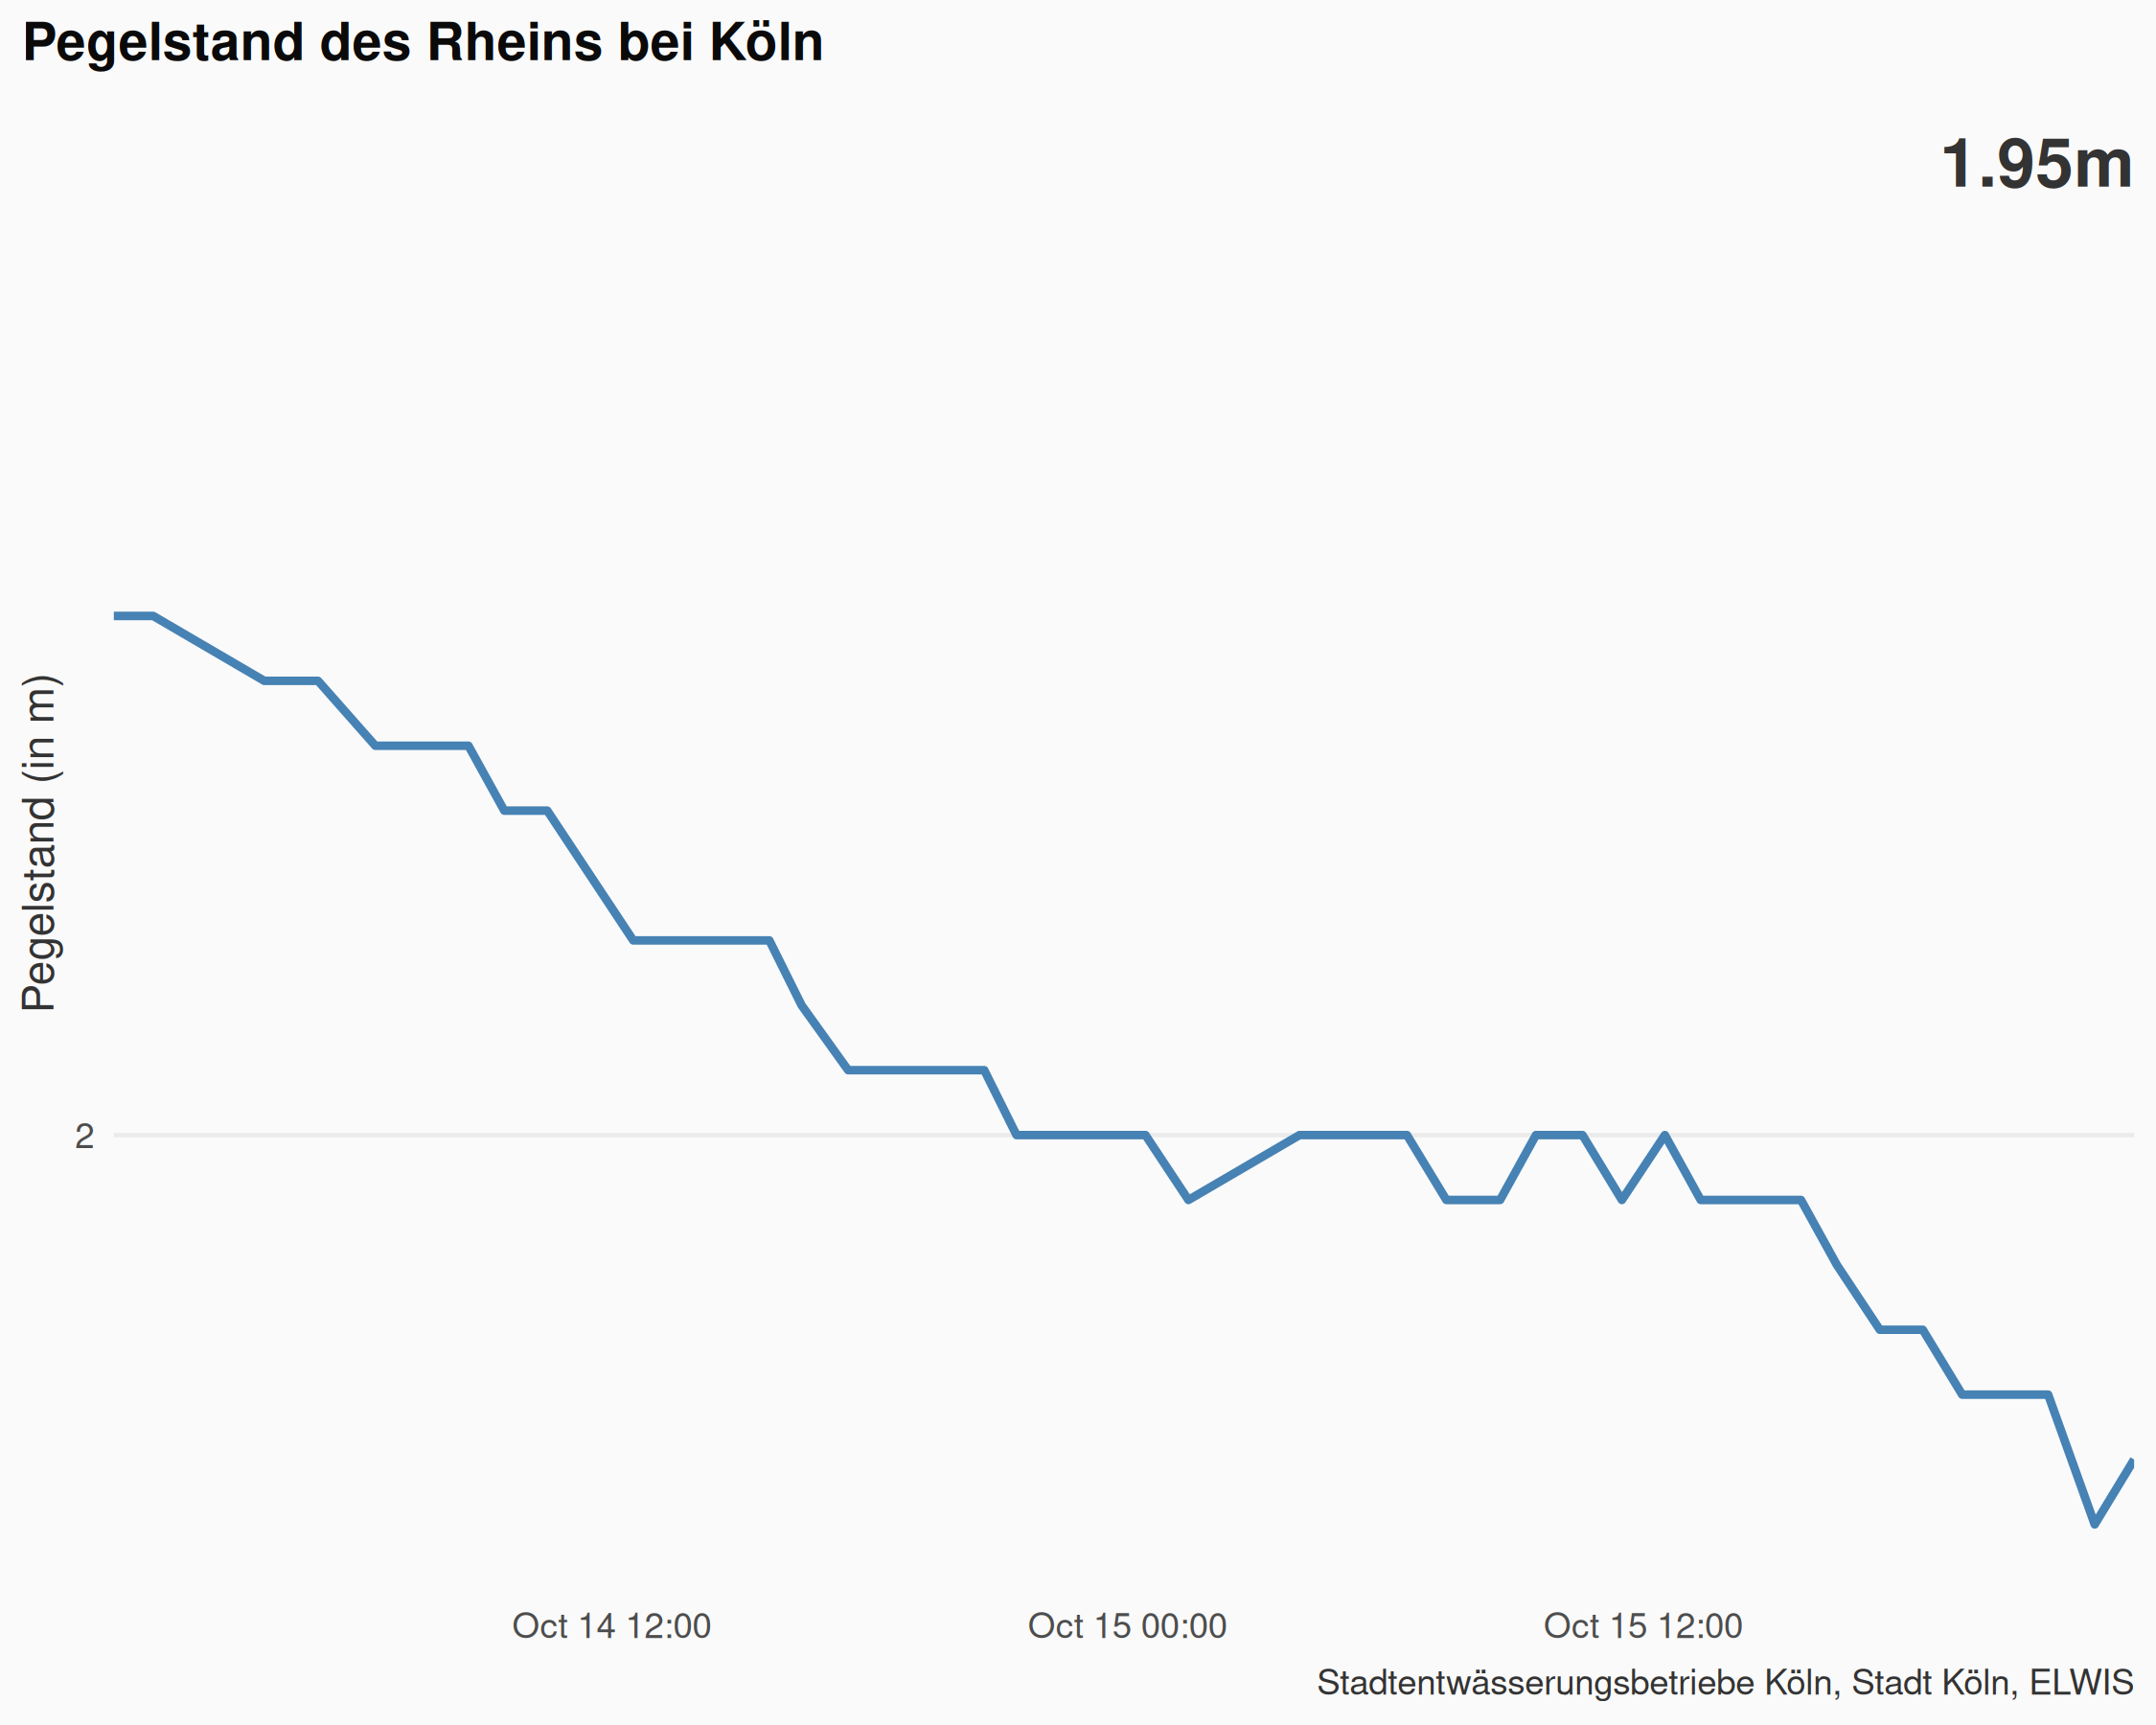 Pegelstand des Rheins bei Köln
1.95m
Pegelstand (in m)
2
Oct 14 12:00
Oct 15 00:00
Oct 15 12:00
Stadtentwässerungsbetriebe Köln, Stadt Köln, ELWIS